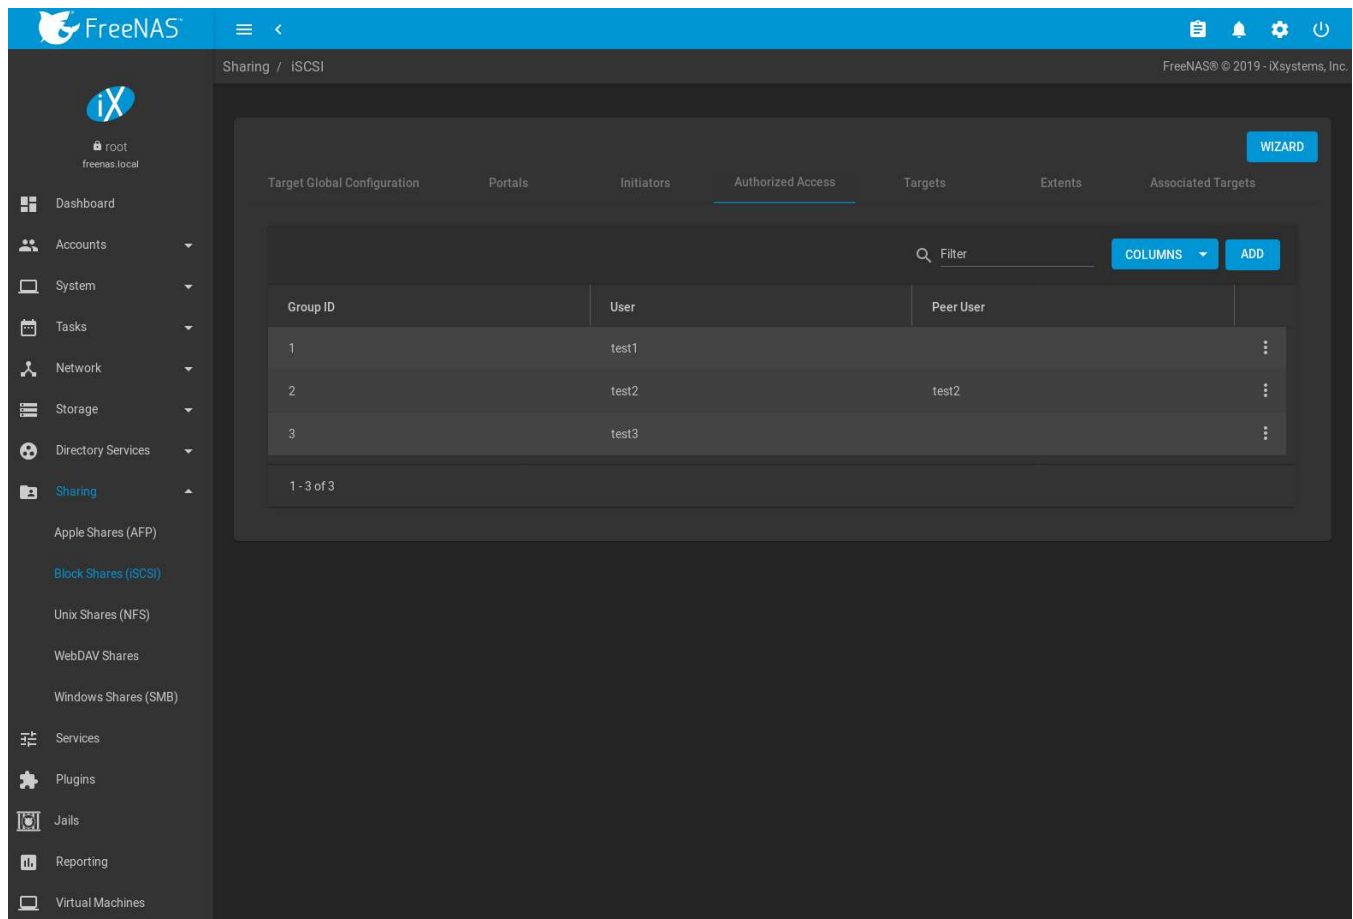 FreeNAS
Sharing / iSCSI
FreeNAS® © 2019 - iXsystems, Inc.
iX
root
freenas.local
Dashboard
Accounts
System
Tasks
Network
Storage
Directory Services
Sharing
Apple Shares (AFP)
Block Shares (iSCSI)
Unix Shares (NFS)
WebDAV Shares
Windows Shares (SMB)
Services
Plugins
Jails
Reporting
Virtual Machines
WIZARD
Target Global Configuration Portals Initiators Authorized Access Targets Extents Associated Targets
Filter COLUMNS ADD
Group ID User Peer User
1 test1
2 test2 test2
3 test3
1 - 3 of 3